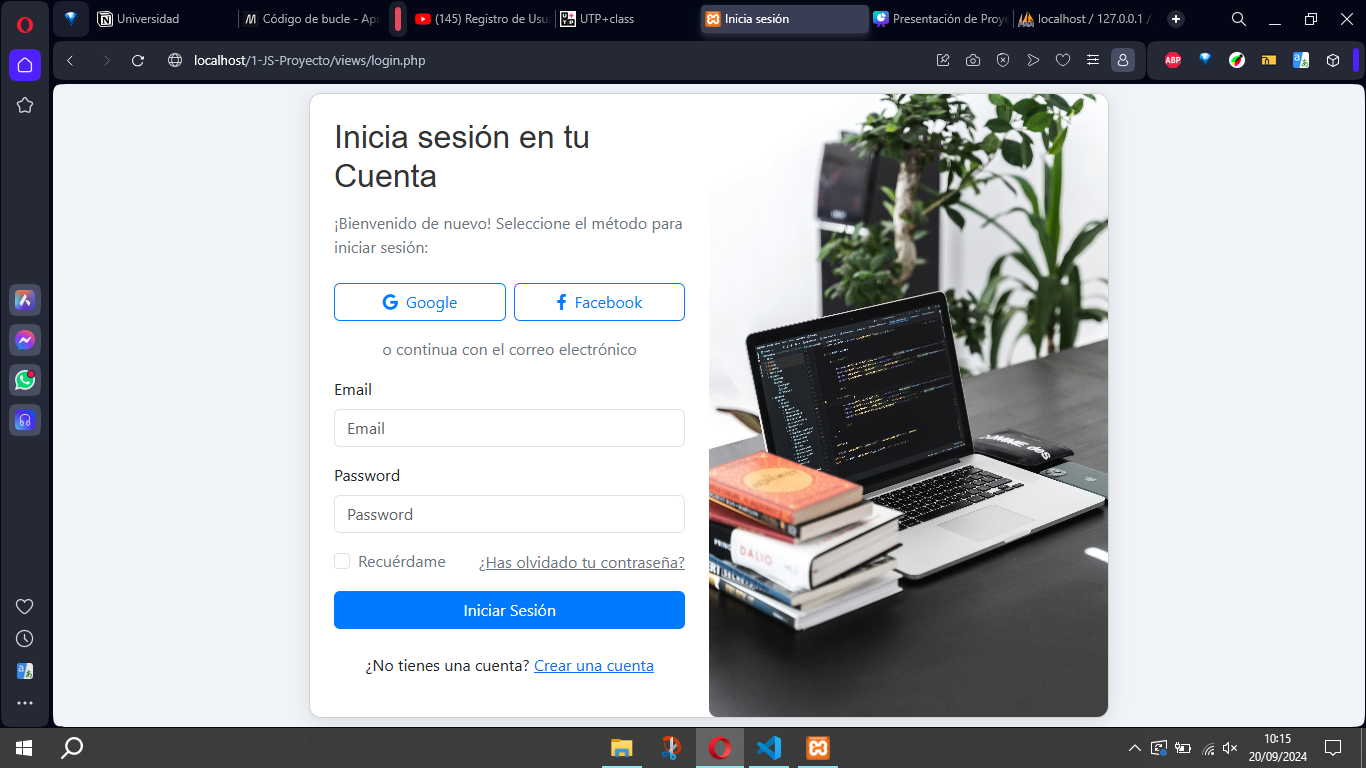 Universidad
Código de bucle - Apr
(145) Registro de Usu
UTP+class
Inicia sesión
Presentación de Proye
localhost / 127.0.0.1 /
localhost/1-JS-Proyecto/views/login.php
ABP
Inicia sesión en tu
Cuenta
¡Bienvenido de nuevo! Seleccione el método para
iniciar sesión:
Google
Facebook
o continua con el correo electrónico
Email
Email
Password
Password
Recuérdame
¿Has olvidado tu contraseña?
Iniciar Sesión
¿No tienes una cuenta? Crear una cuenta
DALIO
10:15
20/09/2024